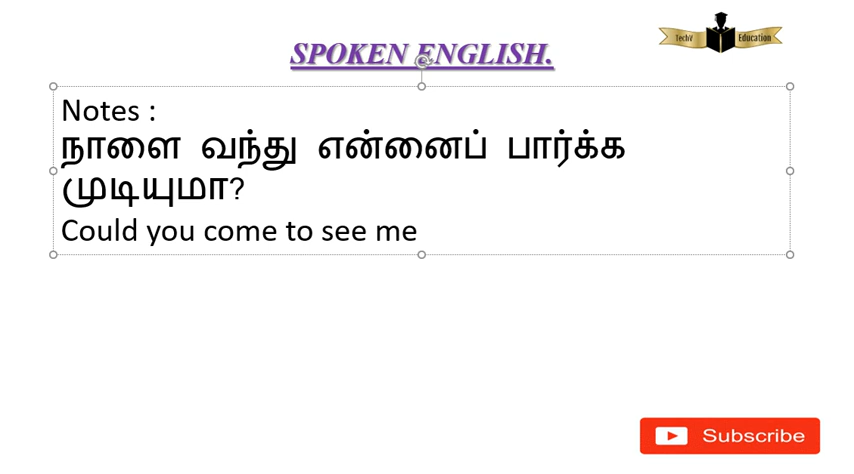 SPOKEN ENGLISH.
TechV Education
Notes :
நாளை வந்து என்னைப் பார்க்க
முடியுமா?
Could you come to see me
Subscribe